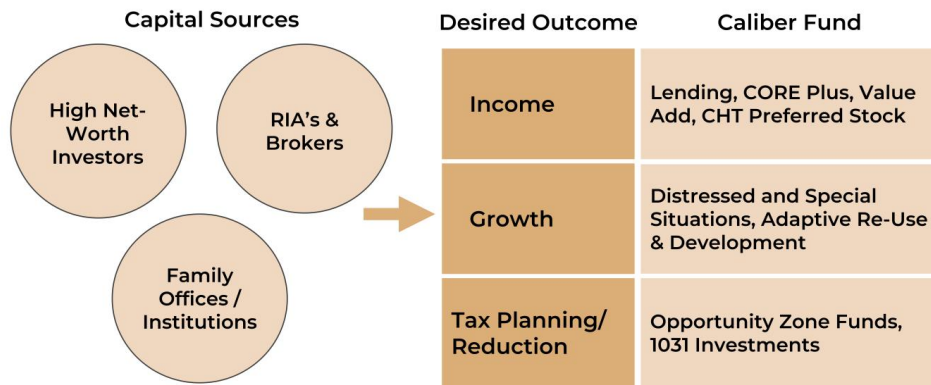 Capital Sources
High Net-
Worth
Investors
RIA's &
Brokers
Family
Offices /
Institutions
Desired Outcome
Caliber Fund
Income
Lending, CORE Plus, Value
Add, CHT Preferred Stock
Growth
Distressed and Special
Situations, Adaptive Re-Use
& Development
Tax Planning/
Reduction
Opportunity Zone Funds,
1031 Investments